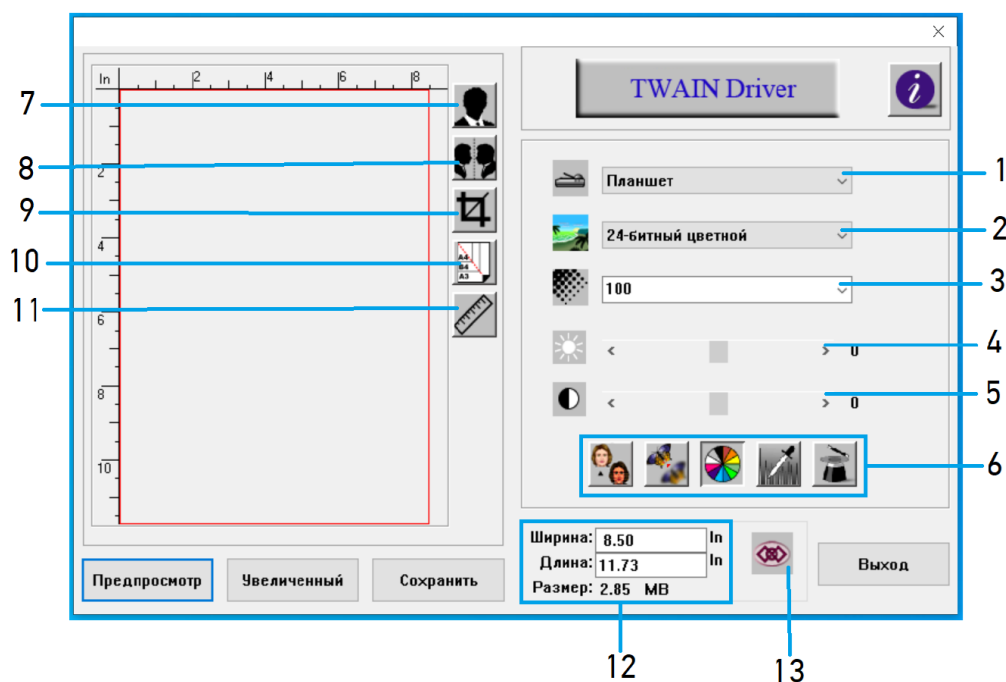 In 2 4 6 8
2
4
6
8
10
7
8
9
10
11
A4
B4
A3
TWAIN Driver
i
Планшет
1
24-битный цветной
2
100
3
0
4
0
5
6
Ширина: 8.50 In
Длина: 11.73 In
Размер: 2.85 MB
Предпросмотр
Увеличенный
Сохранить
Выход
12
13